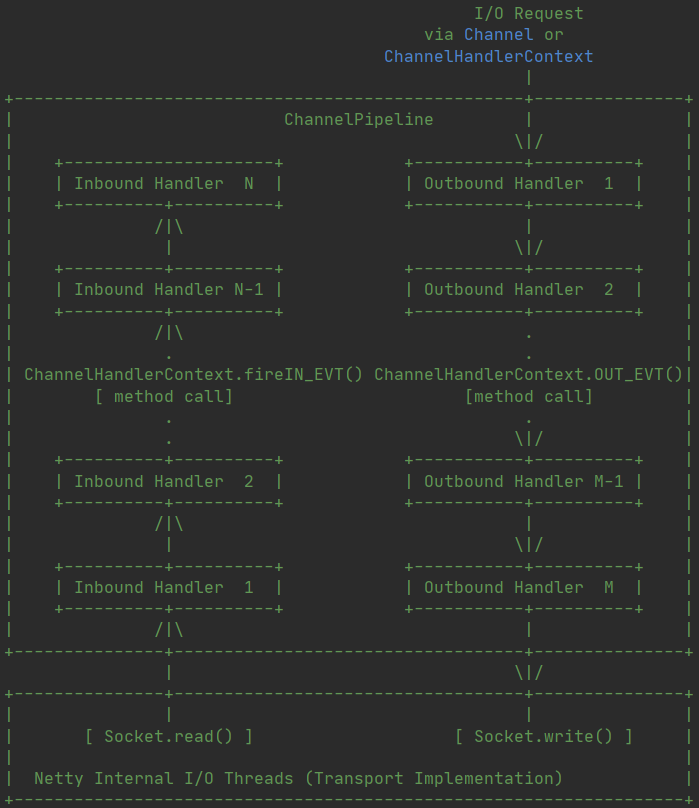 I/O Request
via Channel or
ChannelHandlerContext
ChannelPipeline
Inbound Handler  N Outbound Handler  1
Inbound Handler N-1 Outbound Handler  2
ChannelHandlerContext.fireIN_EVT() ChannelHandlerContext.OUT_EVT()
[ method call] [method call]
Inbound Handler  2 Outbound Handler M-1
Inbound Handler  1 Outbound Handler  M
[ Socket.read() ] [ Socket.write() ]
Netty Internal I/O Threads (Transport Implementation)